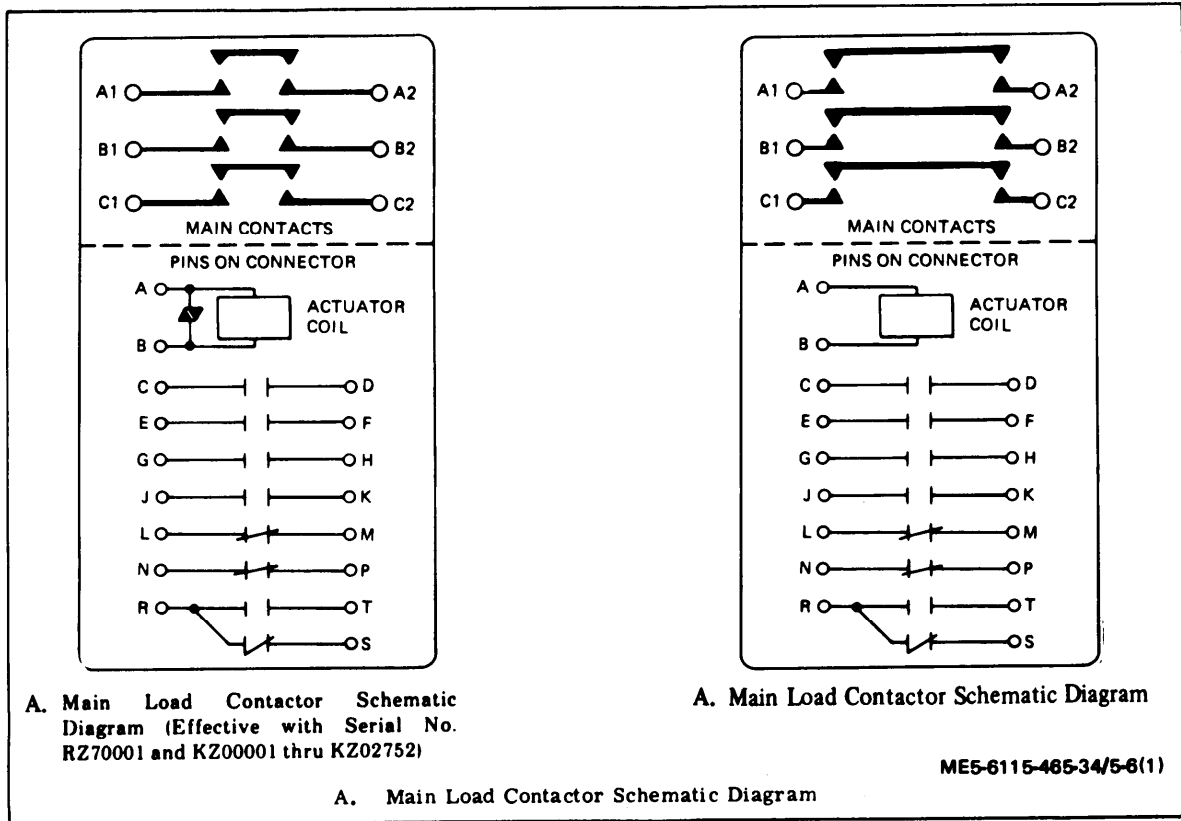 A1 A2
B1 B2
C1 C2
MAIN CONTACTS
PINS ON CONNECTOR
A
ACTUATOR
COIL
B
C D
E F
G H
J K
L M
N P
R T
S
A. Main Load Contactor Schematic
Diagram (Effective with Serial No.
RZ70001 and KZ00001 thru KZ02752)
A1 A2
B1 B2
C1 C2
MAIN CONTACTS
PINS ON CONNECTOR
A
ACTUATOR
COIL
B
C D
E F
G H
J K
L M
N P
R T
S
A. Main Load Contactor Schematic Diagram
ME5-6115-465-34/5-6(1)
A. Main Load Contactor Schematic Diagram